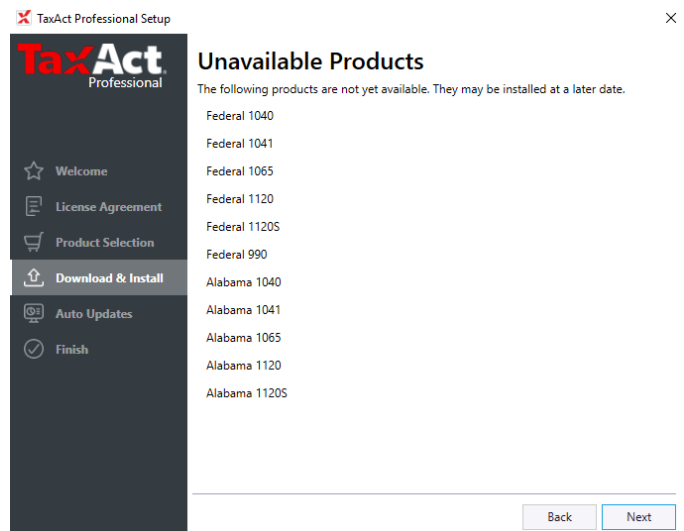 TaxAct Professional Setup
TaxAct.
Professional
Welcome
License Agreement
Product Selection
Download & Install
Auto Updates
Finish
Unavailable Products
The following products are not yet available. They may be installed at a later date.
Federal 1040
Federal 1041
Federal 1065
Federal 1120
Federal 1120S
Federal 990
Alabama 1040
Alabama 1041
Alabama 1065
Alabama 1120
Alabama 1120S
Back
Next